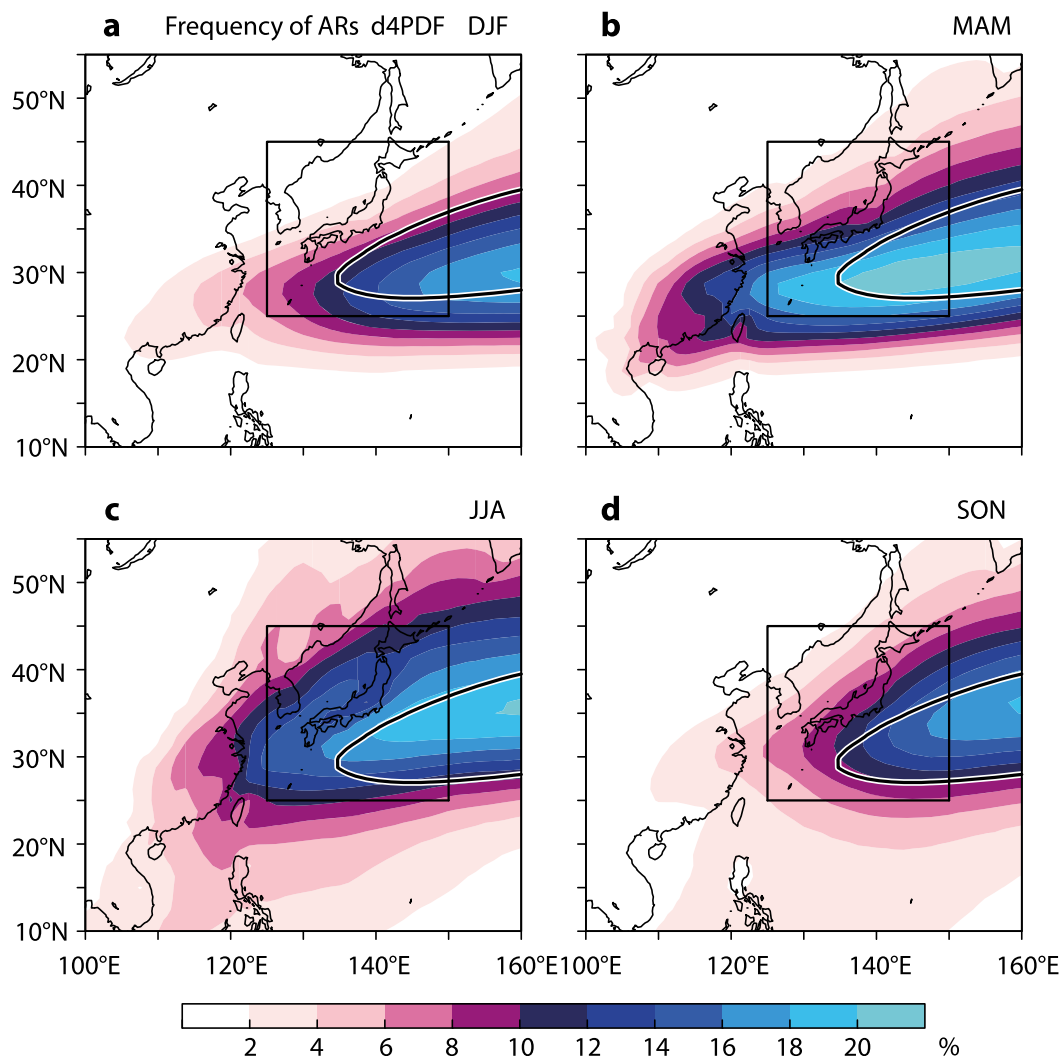 a Frequency of ARs d4PDF DJF
b MAM
50°N
40°N
30°N
20°N
10°N
c JJA
d SON
50°N
40°N
30°N
20°N
10°N
100°E 120°E 140°E 160°E 100°E 120°E 140°E 160°E
2 4 6 8 10 12 14 16 18 20 %